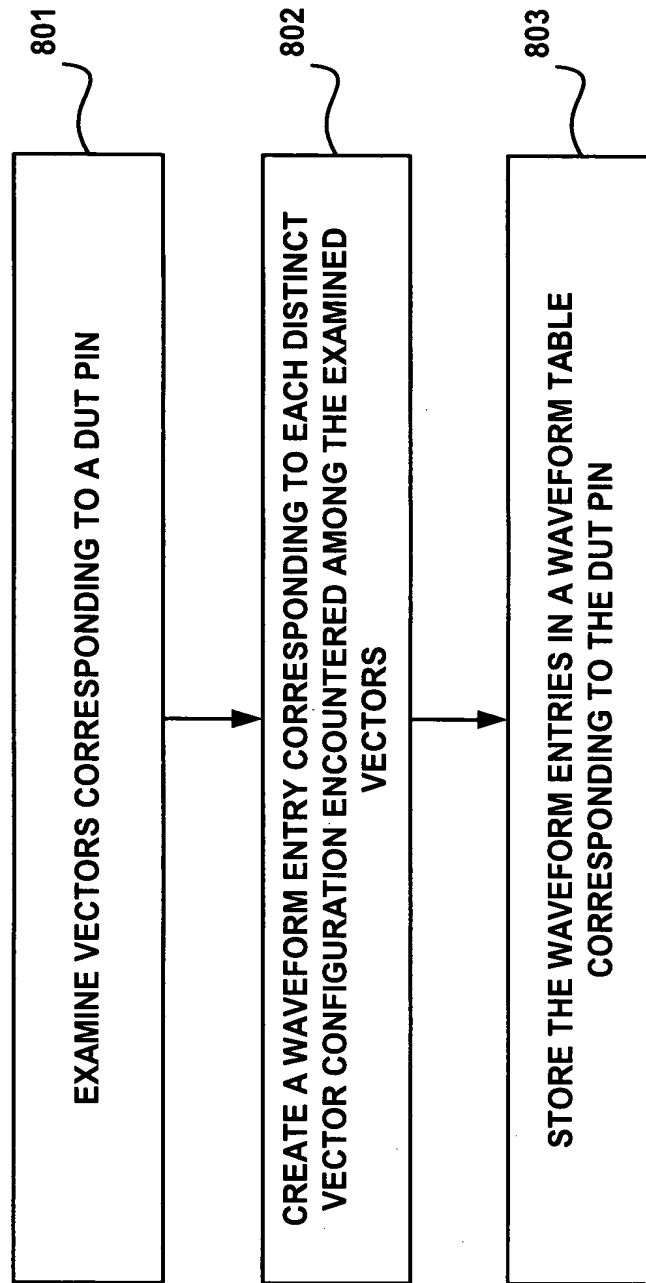 801
EXAMINE VECTORS CORRESPONDING TO A DUT PIN
802
CREATE A WAVEFORM ENTRY CORRESPONDING TO EACH DISTINCT
VECTOR CONFIGURATION ENCOUNTERED AMONG THE EXAMINED
VECTORS
803
STORE THE WAVEFORM ENTRIES IN A WAVEFORM TABLE
CORRESPONDING TO THE DUT PIN